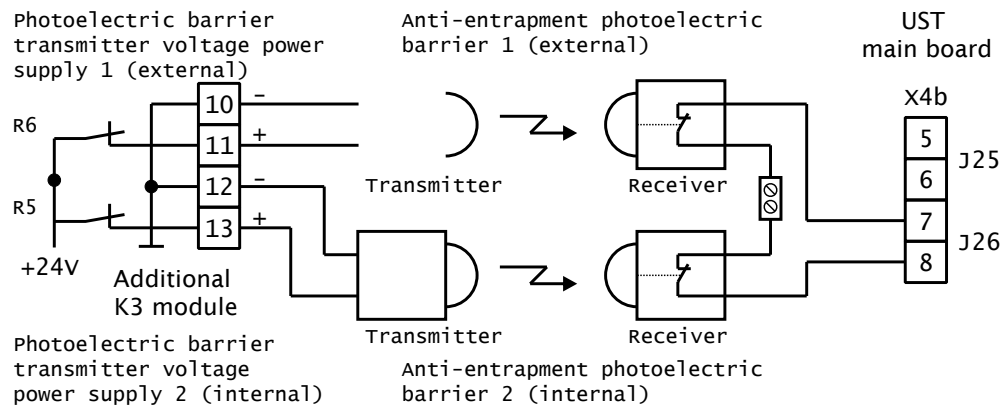 Photoelectric barrier
transmitter voltage power
supply 1 (external)
Anti-entrapment photoelectric
barrier 1 (external)
UST
main board
X4b
R6
10
-
11
+
12
-
13
+
R5
+24V
Additional
K3 module
Transmitter
Receiver
5
6
7
8
J25
J26
Transmitter
Receiver
Photoelectric barrier
transmitter voltage
power supply 2 (internal)
Anti-entrapment photoelectric
barrier 2 (internal)